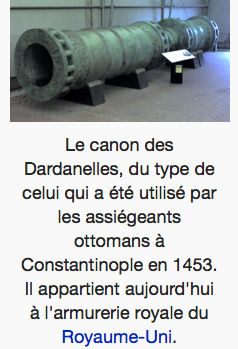 Le canon des
Dardanelles, du type de
celui qui a été utilisé par
les assiégeants
ottomans à
Constantinople en 1453.
Il appartient aujourd'hui
à l'armurerie royale du
Royaume-Uni.